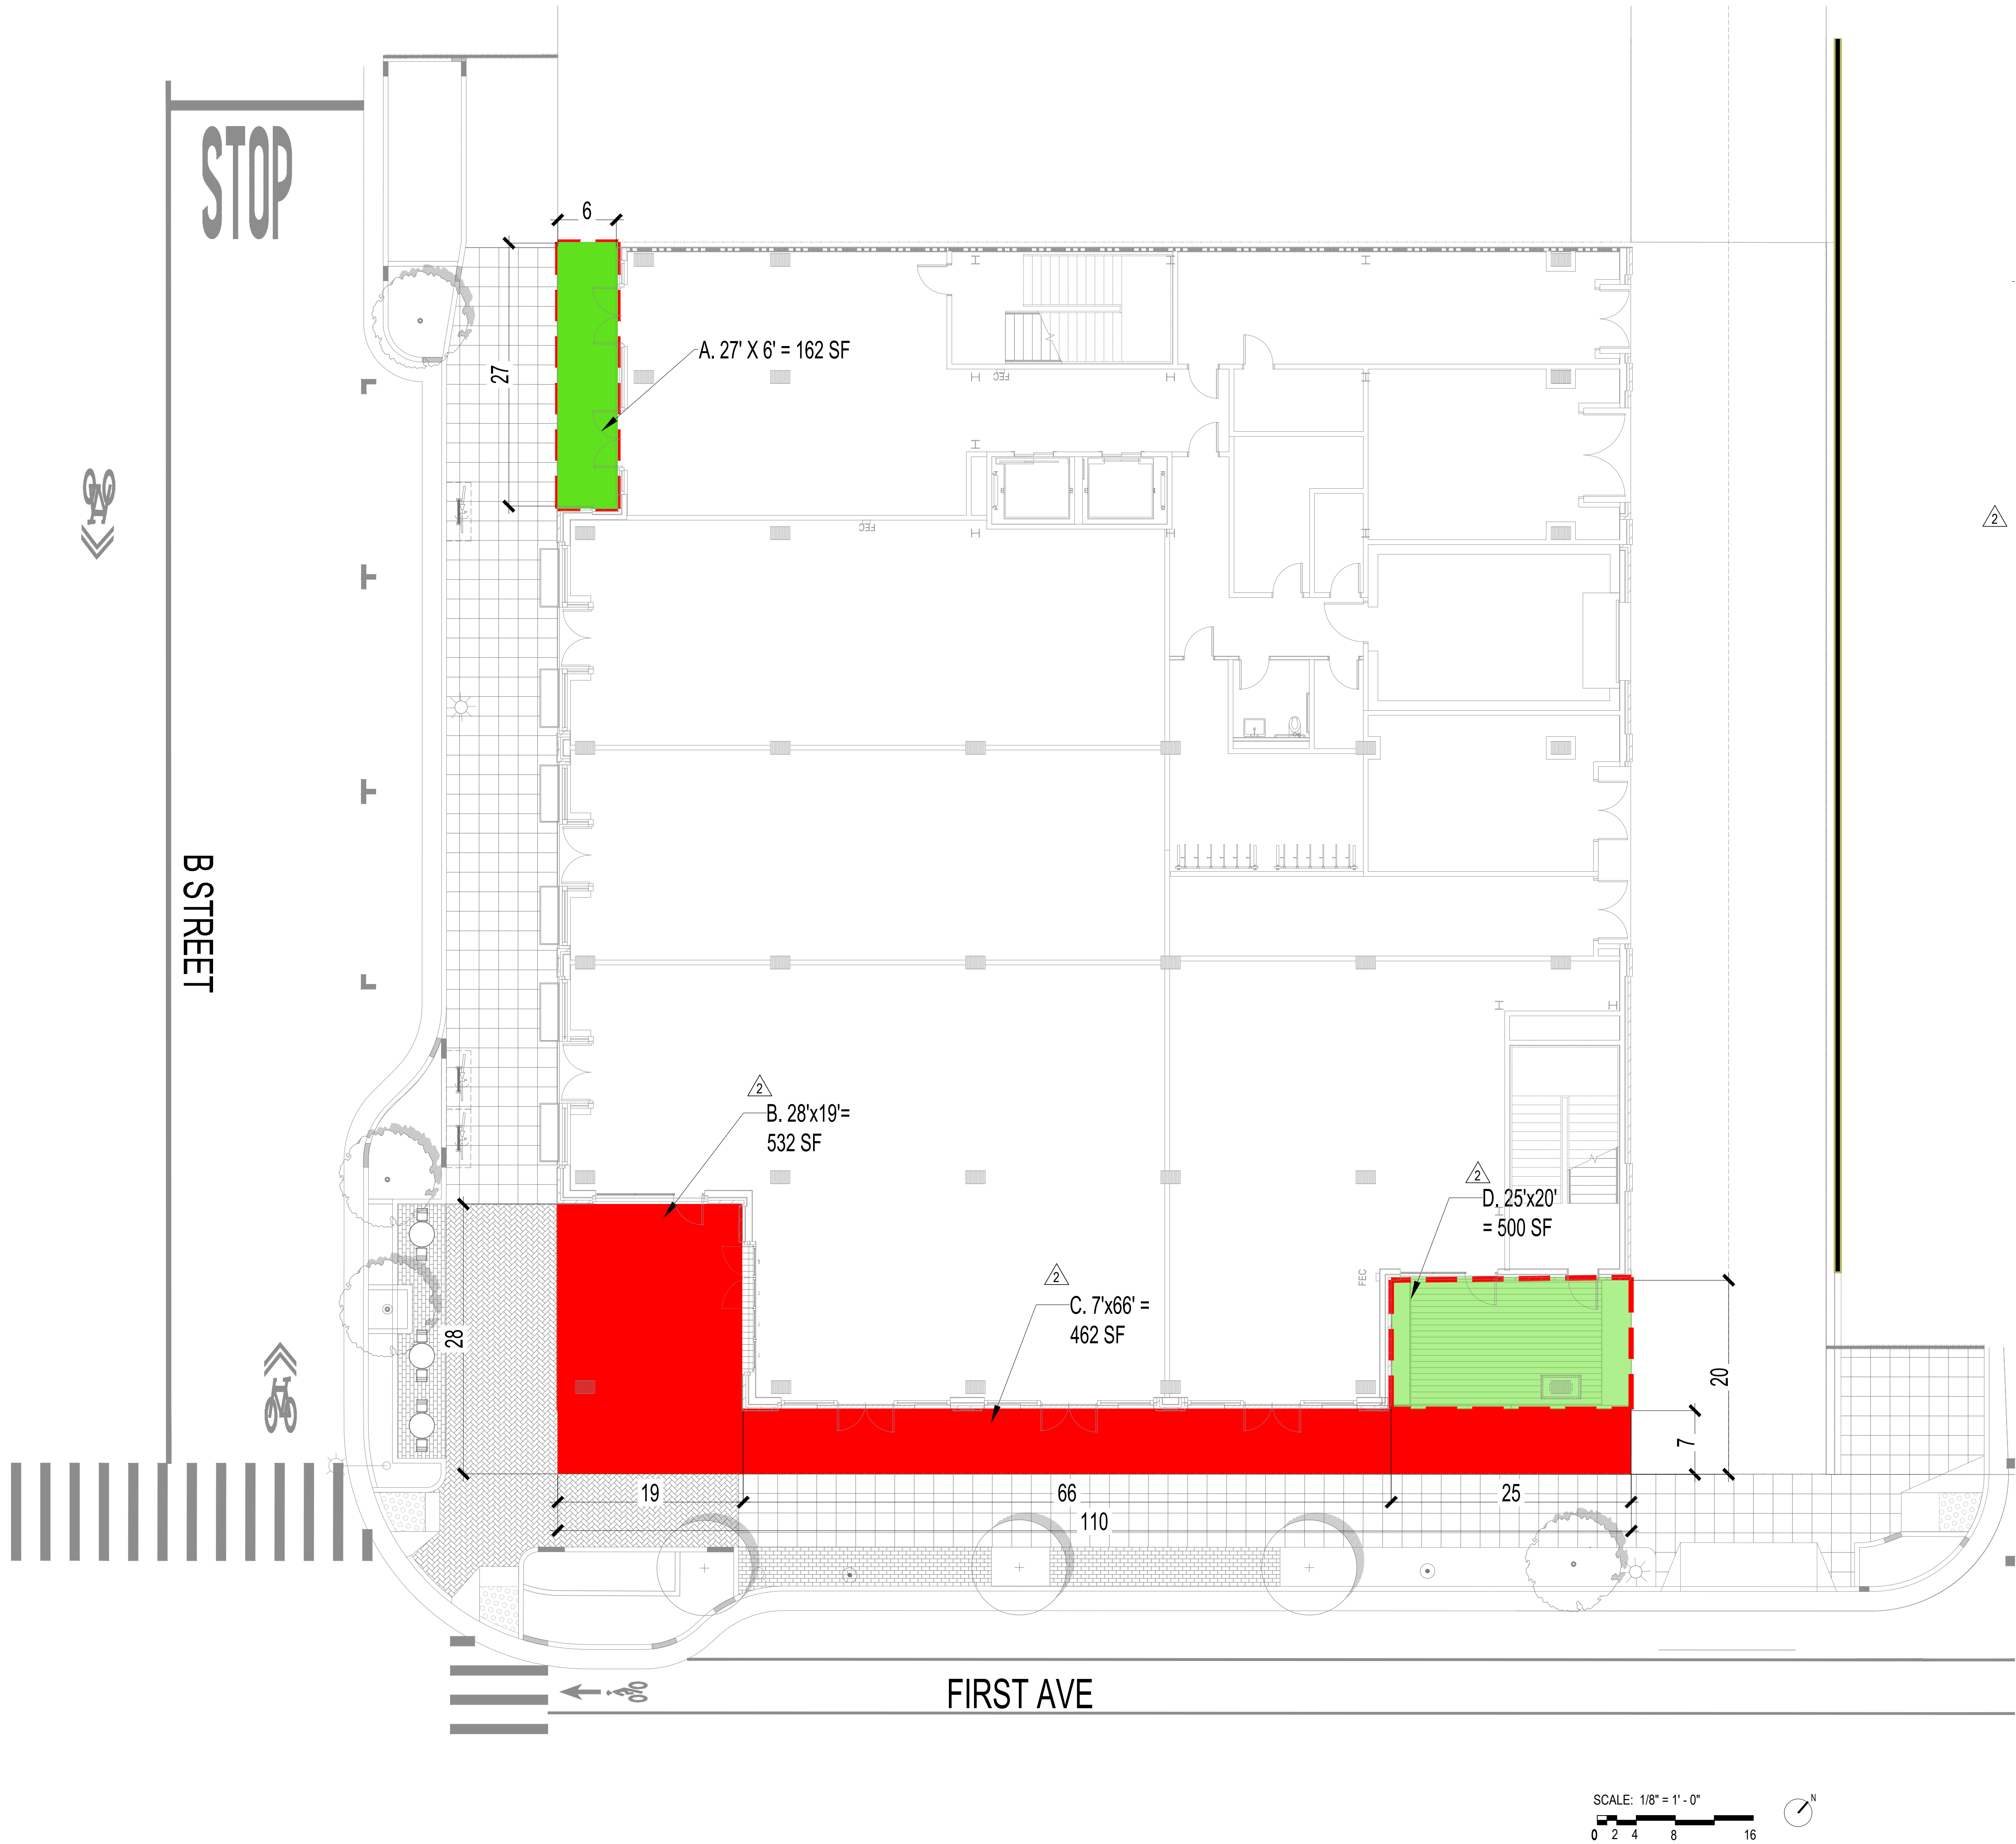 STOP
6
27
A. 27' X 6' = 162 SF
FEC
FEC
2
B STREET
2
B. 28'x19'=
532 SF
2
D. 25'x20'
= 500 SF
2
C. 7'x66' =
462 SF
FEC
28
20
7
19
66
25
110
FIRST AVE
SCALE: 1/8" = 1' - 0"
N
0 2 4 8 16